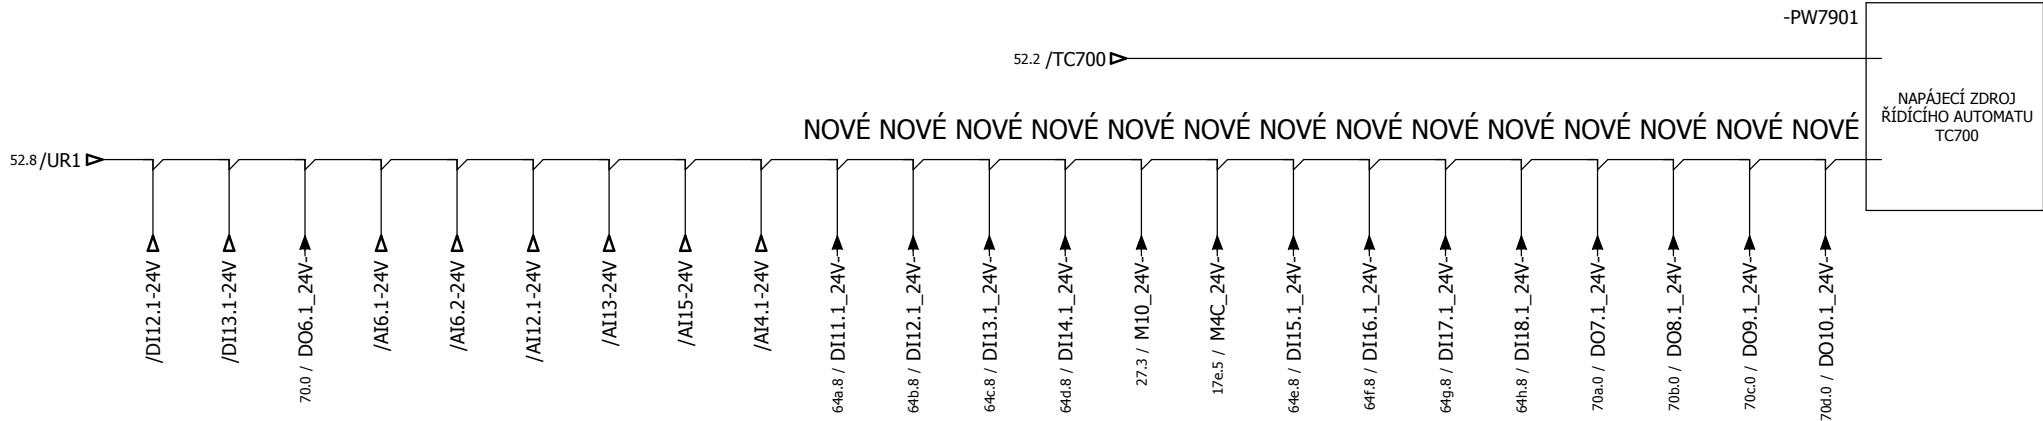 -PW7901
52.2 /TC700
NAPÁJECÍ ZDROJ
ŘÍDÍCÍHO AUTOMATU
TC700
NOVÉ NOVÉ NOVÉ NOVÉ NOVÉ NOVÉ NOVÉ NOVÉ NOVÉ NOVÉ NOVÉ NOVÉ NOVÉ NOVÉ
52.8 /UR1
/DI12.1-24V
/DI13.1-24V
70.0 / DO6.1_24V-
/AI6.1-24V
/AI6.2-24V
/AI12.1-24V
/AI13-24V
/AI15-24V
/AI4.1-24V
64a.8 / DI11.1_24V-
64b.8 / DI12.1_24V-
64c.8 / DI13.1_24V-
64d.8 / DI14.1_24V-
27.3 / M10_24V-
17e.5 / M4C_24V-
64e.8 / DI15.1_24V-
64f.8 / DI16.1_24V-
64g.8 / DI17.1_24V-
64h.8 / DI18.1_24V-
70a.0 / DO7.1_24V-
70b.0 / DO8.1_24V-
70c.0 / DO9.1_24V-
70d.0 / DO10.1_24V-